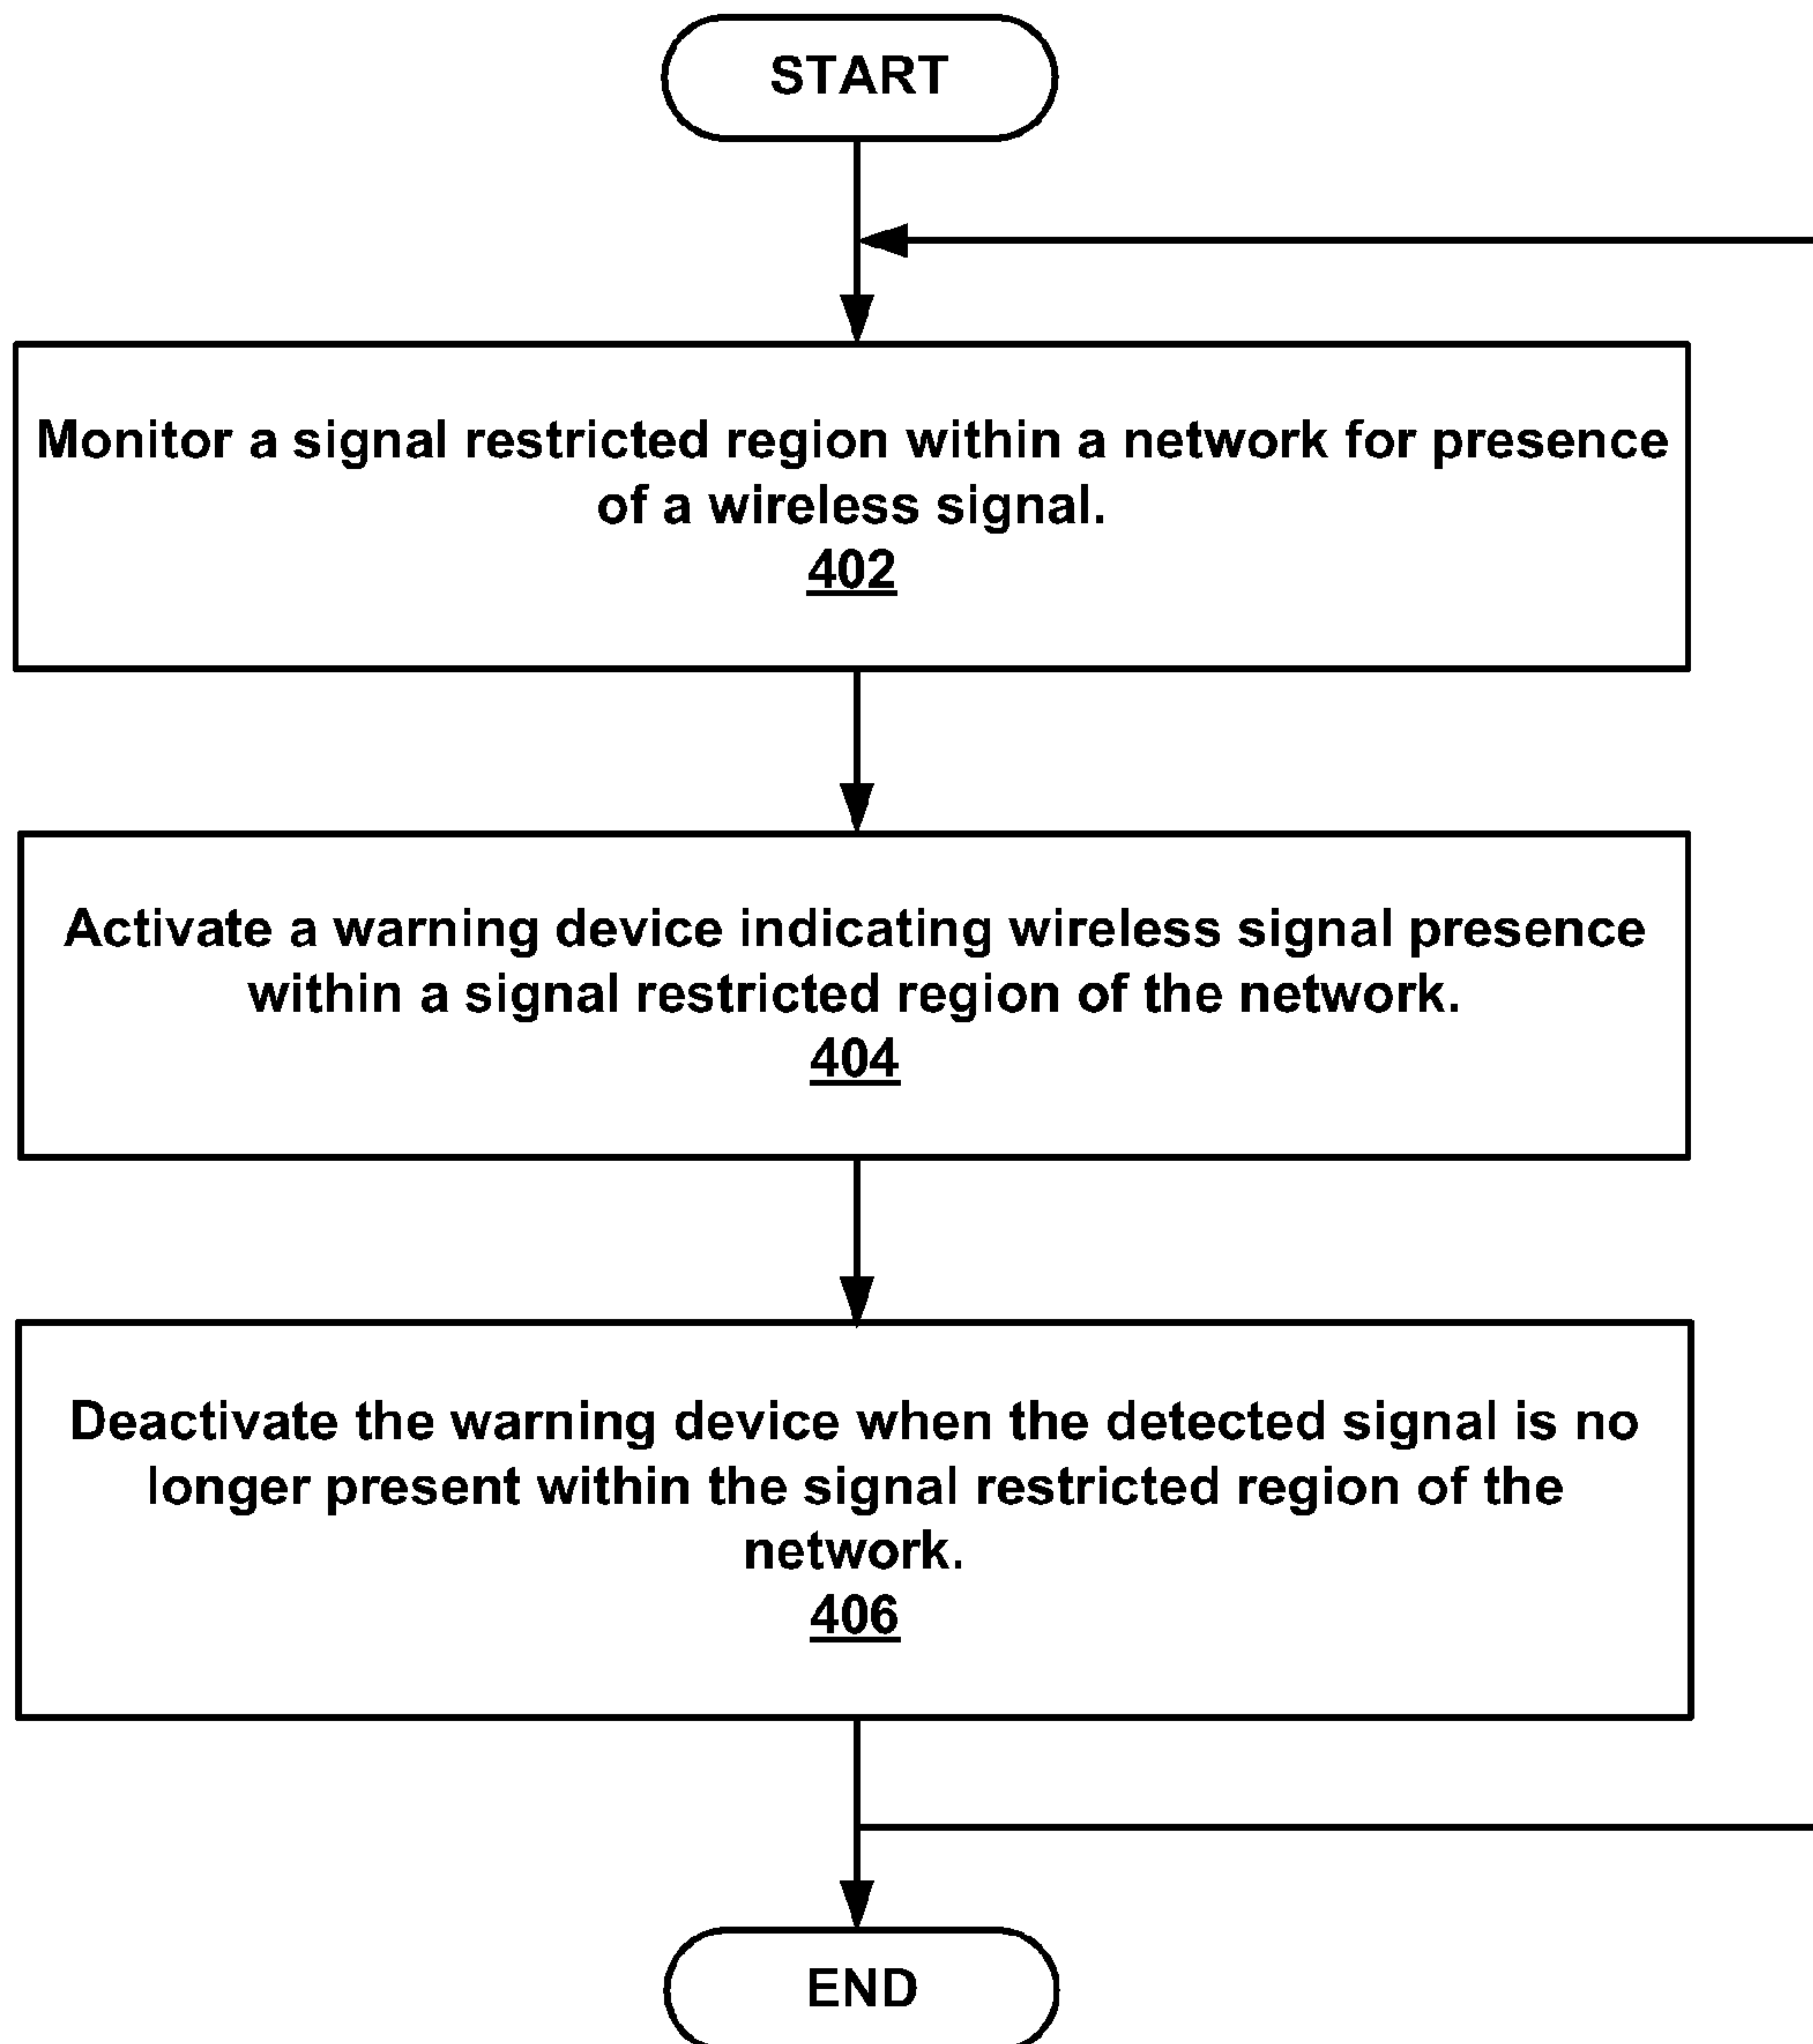 START
Monitor a signal restricted region within a network for presence
of a wireless signal.
402
Activate a warning device indicating wireless signal presence
within a signal restricted region of the network.
404
Deactivate the warning device when the detected signal is no
longer present within the signal restricted region of the
network.
406
END